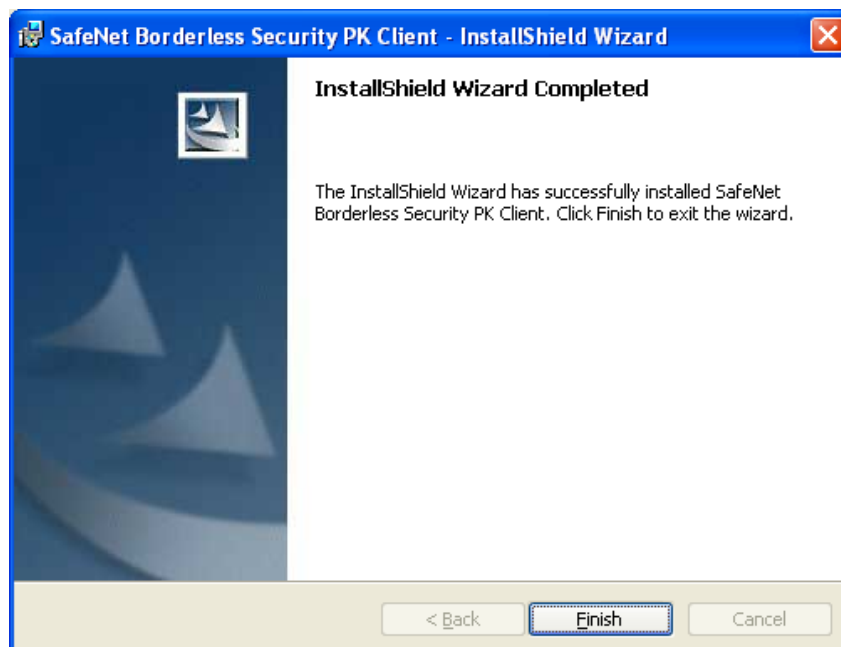 SafeNet Borderless Security PK Client - InstallShield Wizard
InstallShield Wizard Completed
The InstallShield Wizard has successfully installed SafeNet
Borderless Security PK Client. Click Finish to exit the wizard.
< Back
Finish
Cancel